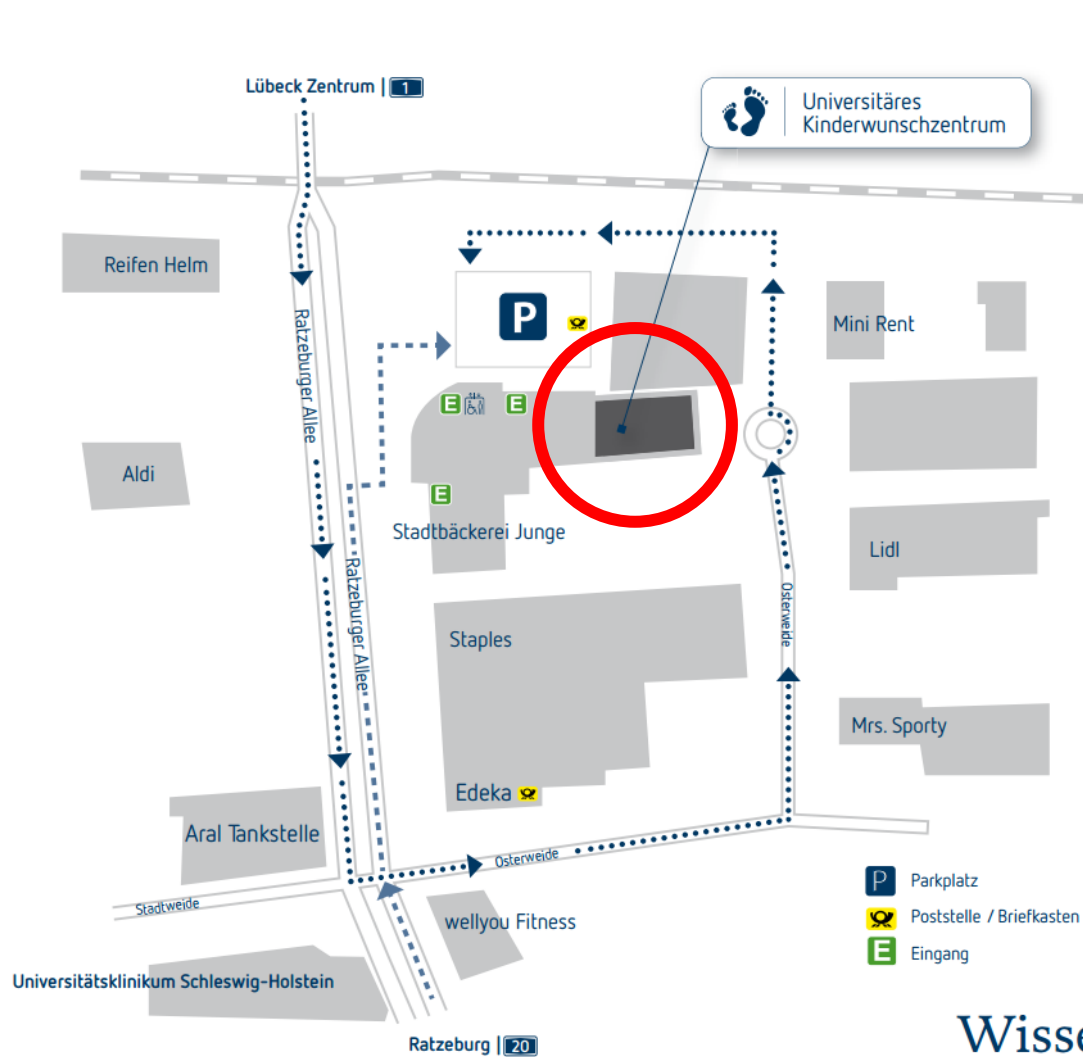 Lübeck Zentrum | 1
Universitäres
Kinderwunschzentrum
Reifen Helm
P
Mini Rent
Ratzeburger Allee
E
E
Aldi
E
Stadtbäckerei Junge
Lidl
Ratzeburger Allee
Osterweide
Staples
Mrs. Sporty
Edeka
Aral Tankstelle
Osterweide
Stadtweide
wellyou Fitness
P Parkplatz
Poststelle / Briefkasten
E Eingang
Universitätsklinikum Schleswig-Holstein
Ratzeburg | 20
Wisse